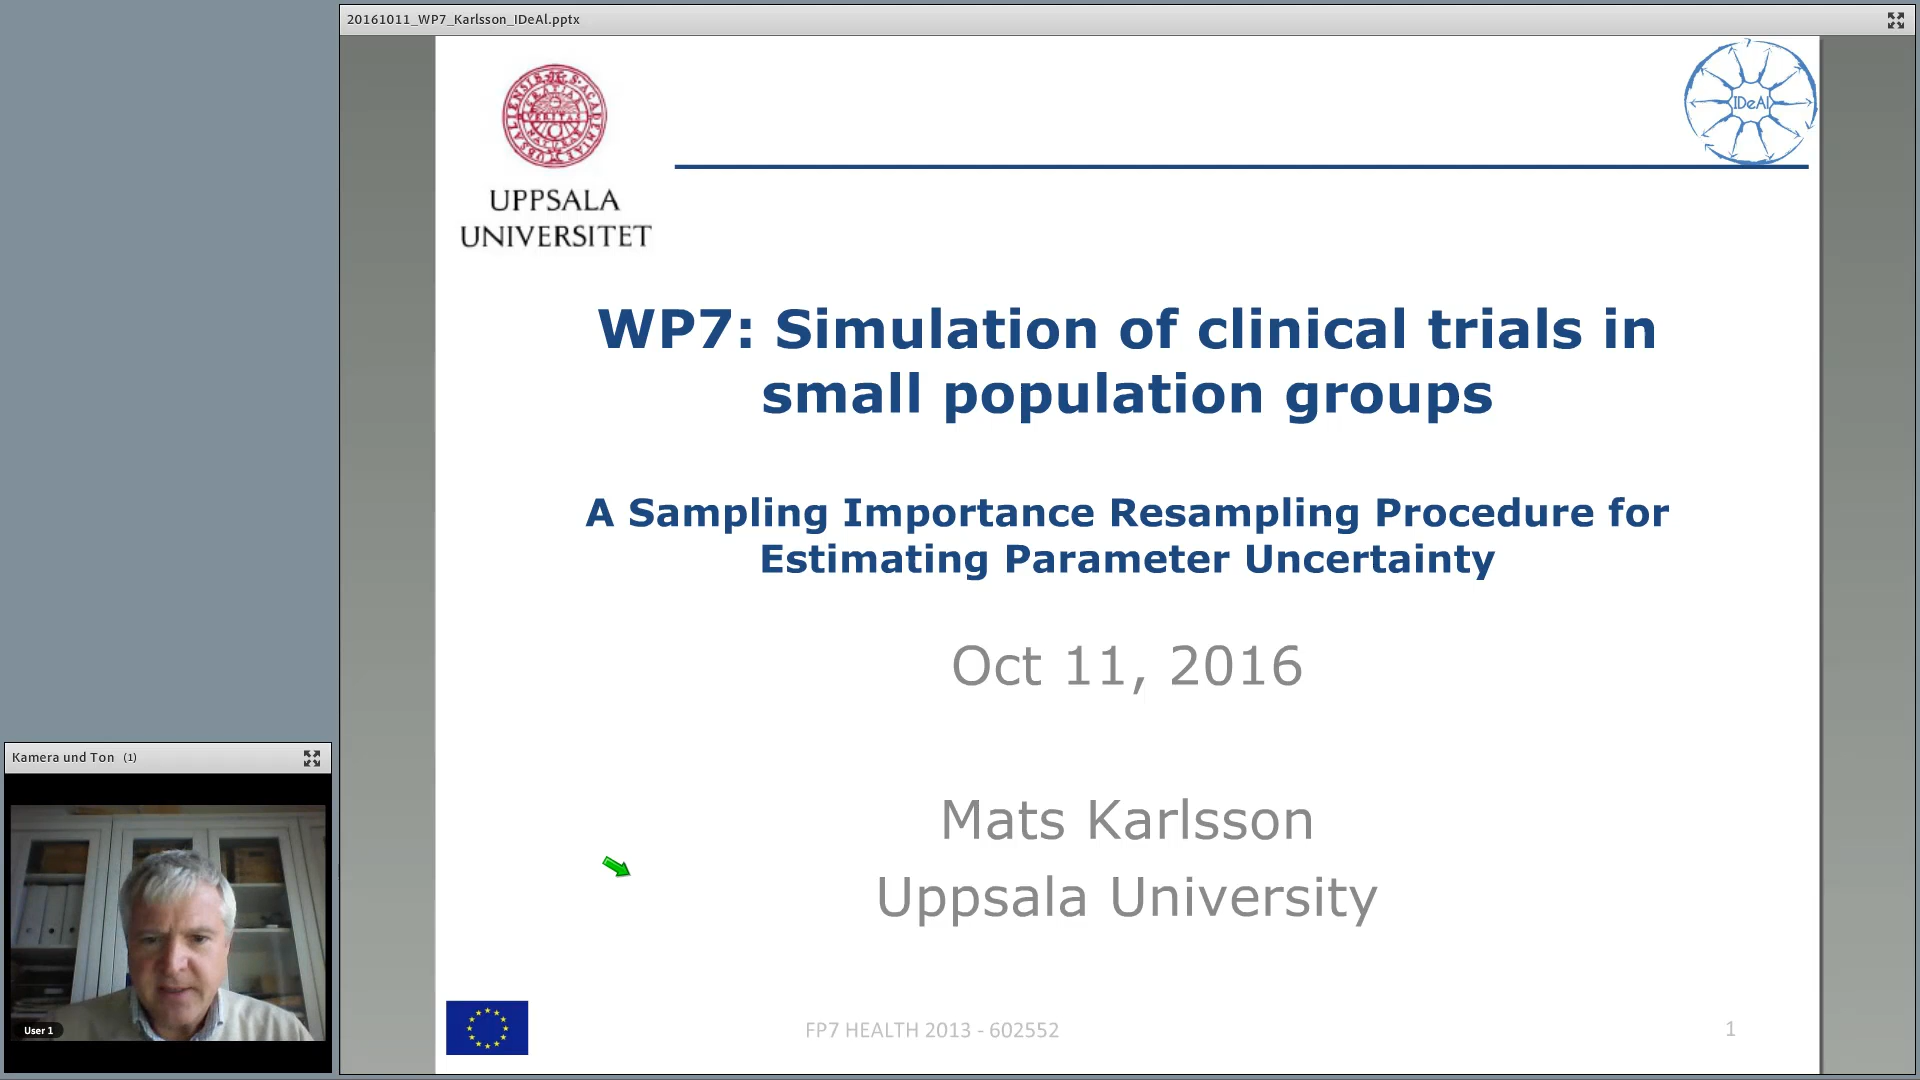 20161011_WP7_Karlsson_IDeAl.pptx
IDeAl
UPPSALA
UNIVERSITET
WP7: Simulation of clinical trials in
small population groups
A Sampling Importance Resampling Procedure for
Estimating Parameter Uncertainty
Oct 11, 2016
Mats Karlsson
Uppsala University
Kamera und Ton (1)
User 1
FP7 HEALTH 2013 - 602552
1